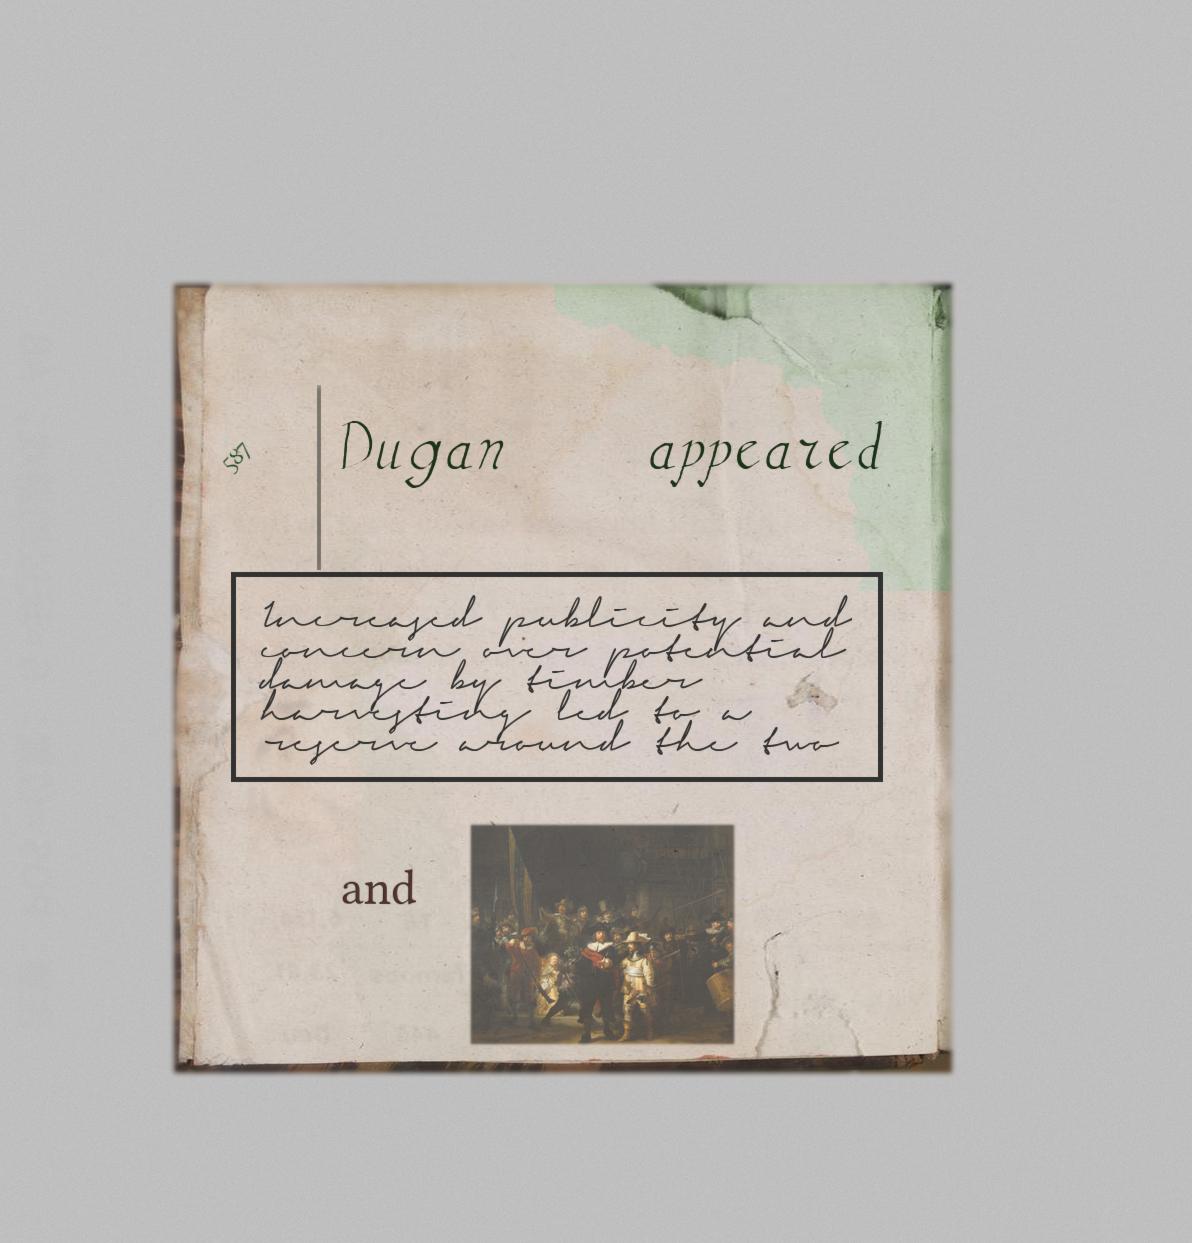 587
Dugan appeared
Increased publicity and
concern over potential
damage by timber
harvesting led to a
reserve around the two
and